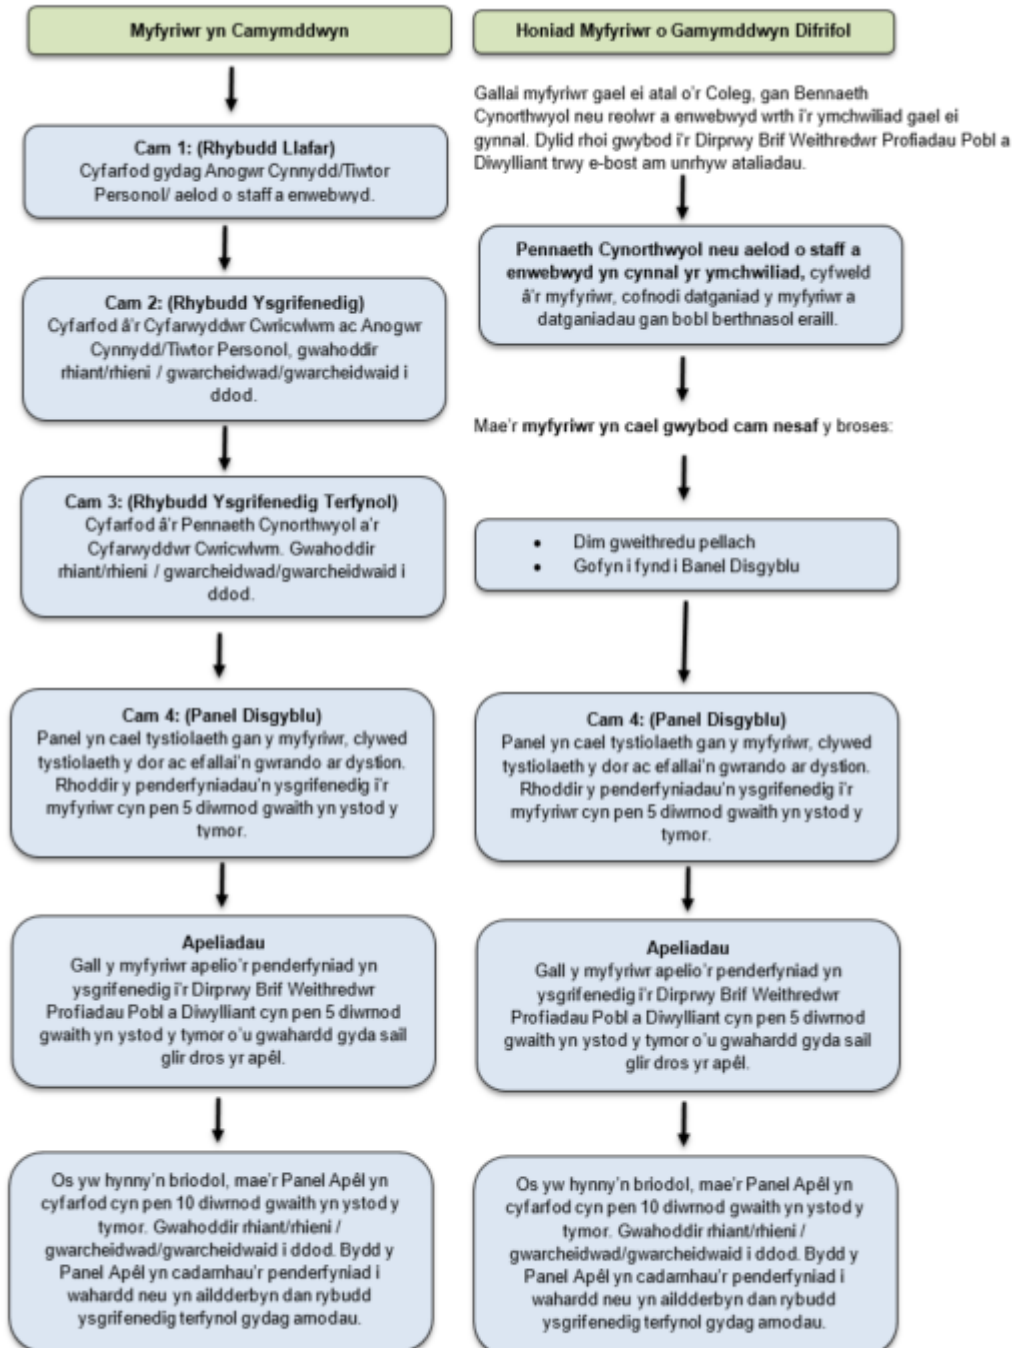 Myfyriwr yn Camymddwyn
Cam 1: (Rhybudd Llafar)
Cyfarfod gydag Anogwr Cynnydd/Tiwtor
Personol/ aelod o staff a enwebwyd.
Cam 2: (Rhybudd Ysgrifenedig)
Cyfarfod â'r Cyfarwyddwr Cwricwlwm ac Anogwr
Cynnydd/Tiwtor Personol, gwahoddir
rhiant/rhieni / gwarcheidwad/gwarcheidwaid i
ddod.
Cam 3: (Rhybudd Ysgrifenedig Terfynol)
Cyfarfod â'r Pennaeth Cynorthwyol a'r
Cyfarwyddwr Cwricwlwm. Gwahoddir
rhiant/rhieni / gwarcheidwad/gwarcheidwaid i
ddod.
Cam 4: (Panel Disgyblu)
Panel yn cael tystiolaeth gan y myfyriwr, clywed
tystiolaeth y dor ac efallai'n gwrando ar dystion.
Rhoddir y penderfyniadau'n ysgrifenedig i'r
myfyriwr cyn pen 5 diwrnod gwaith yn ystod y
tymor.
Apeliadau
Gall y myfyriwr apelio'r penderfyniad yn
ysgrifenedig i'r Dirprwy Brif Weithredwr
Profiadau Pobl a Diwylliant cyn pen 5 diwrnod
gwaith yn ystod y tymor o'u gwahardd gyda sail
glir dros yr apêl.
Os yw hynny'n briodol, mae'r Panel Apêl yn
cyfarfod cyn pen 10 diwrnod gwaith yn ystod y
tymor. Gwahoddir rhiant/rhieni /
gwarcheidwad/gwarcheidwaid i ddod. Bydd y
Panel Apêl yn cadarnhau'r penderfyniad i
wahardd neu yn aildderbyn dan rybudd
ysgrifenedig terfynol gydag amodau.
Honiad Myfyriwr o Gamymddwyn Difrifol
Gallai myfyriwr gael ei atal o'r Coleg, gan Bennaeth
Cynorthwyol neu reolwr a enwebwyd wrth i'r ymchwiliad gael ei
gynnal. Dylid rhoi gwybod i'r Dirprwy Brif Weithredwr Profiadau Pobl a
Diwylliant trwy e-bost am unrhyw ataliadau.
Pennaeth Cynorthwyol neu aelod o staff a
enwebwyd yn cynnal yr ymchwiliad, cyfweld
â'r myfyriwr, cofnodi datganiad y myfyriwr a
datganiadau gan bobl berthnasol eraill.
Mae'r myfyriwr yn cael gwybod cam nesaf y broses:
• Dim gweithredu pellach
• Gofyn i fynd i Banel Disgyblu
Cam 4: (Panel Disgyblu)
Panel yn cael tystiolaeth gan y myfyriwr, clywed
tystiolaeth y dor ac efallai'n gwrando ar dystion.
Rhoddir y penderfyniadau'n ysgrifenedig i'r
myfyriwr cyn pen 5 diwrnod gwaith yn ystod y
tymor.
Apeliadau
Gall y myfyriwr apelio'r penderfyniad yn
ysgrifenedig i'r Dirprwy Brif Weithredwr
Profiadau Pobl a Diwylliant cyn pen 5 diwrnod
gwaith yn ystod y tymor o'u gwahardd gyda sail
glir dros yr apêl.
Os yw hynny'n briodol, mae'r Panel Apêl yn
cyfarfod cyn pen 10 diwrnod gwaith yn ystod y
tymor. Gwahoddir rhiant/rhieni /
gwarcheidwad/gwarcheidwaid i ddod. Bydd y
Panel Apêl yn cadarnhau'r penderfyniad i
wahardd neu yn aildderbyn dan rybudd
ysgrifenedig terfynol gydag amodau.